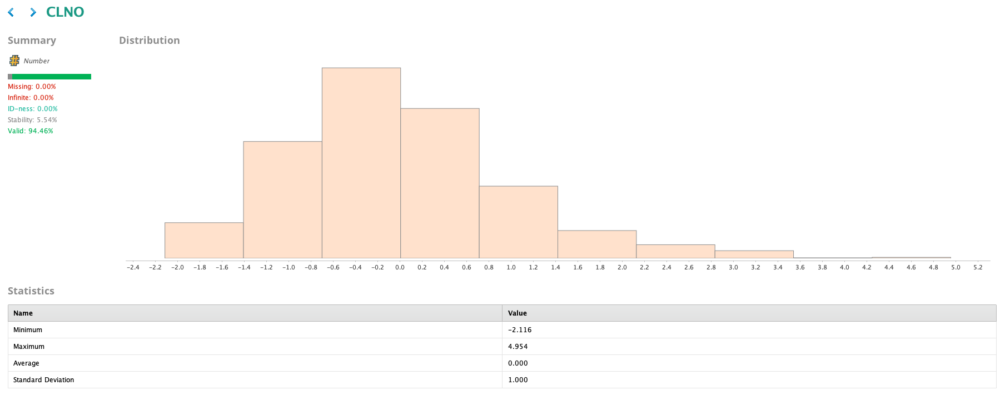 CLNO
Summary
Distribution
# Number
Missing: 0.00%
Infinite: 0.00%
ID-ness: 0.00%
Stability: 5.54%
Valid: 94.46%
-2.4 -2.2 -2.0 -1.8 -1.6 -1.4 -1.2 -1.0 -0.8 -0.6 -0.4 -0.2 0.0 0.2 0.4 0.6 0.8 1.0 1.2 1.4 1.6 1.8 2.0 2.2 2.4 2.6 2.8 3.0 3.2 3.4 3.6 3.8 4.0 4.2 4.4 4.6 4.8 5.0 5.2
Statistics
Name Value
Minimum -2.116
Maximum 4.954
Average 0.000
Standard Deviation 1.000